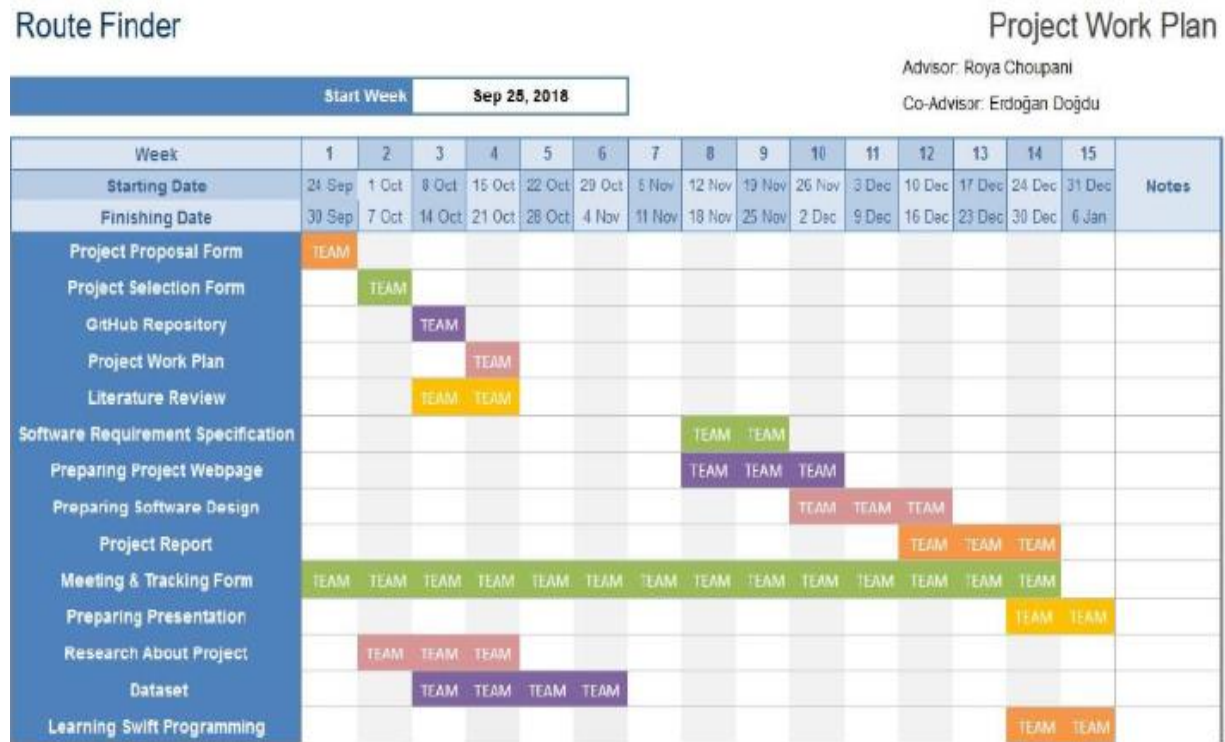 Route Finder
Project Work Plan
Advisor: Roya Choupani
Start Week Sep 25, 2018
Co-Advisor: Erdoğan Doğdu
Week 1 2 3 4 5 6 7 8 9 10 11 12 13 14 15 Notes
Starting Date 24 Sep 1 Oct 8 Oct 15 Oct 22 Oct 29 Oct 5 Nov 12 Nov 19 Nov 26 Nov 3 Dec 10 Dec 17 Dec 24 Dec 31 Dec
Finishing Date 30 Sep 7 Oct 14 Oct 21 Oct 28 Oct 4 Nov 11 Nov 18 Nov 25 Nov 2 Dec 9 Dec 16 Dec 23 Dec 30 Dec 6 Jan
Project Proposal Form TEAM
Project Selection Form TEAM
GitHub Repository TEAM
Project Work Plan TEAM
Literature Review TEAM TEAM
Software Requirement Specification TEAM TEAM
Preparing Project Webpage TEAM TEAM TEAM
Preparing Software Design TEAM TEAM TEAM
Project Report TEAM TEAM TEAM
Meeting & Tracking Form TEAM TEAM TEAM TEAM TEAM TEAM TEAM TEAM TEAM TEAM TEAM TEAM TEAM TEAM
Preparing Presentation TEAM TEAM
Research About Project TEAM TEAM TEAM
Dataset TEAM TEAM TEAM TEAM
Learning Swift Programming TEAM TEAM